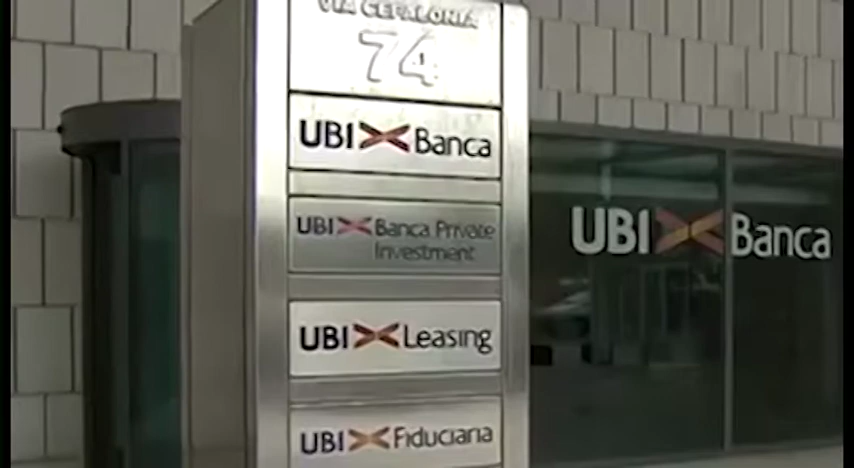 VIA CEFALONIA
74
UBI Banca
UBI Banca Private
Investment
UBI Leasing
UBI Fiduciaria
UBI Banca